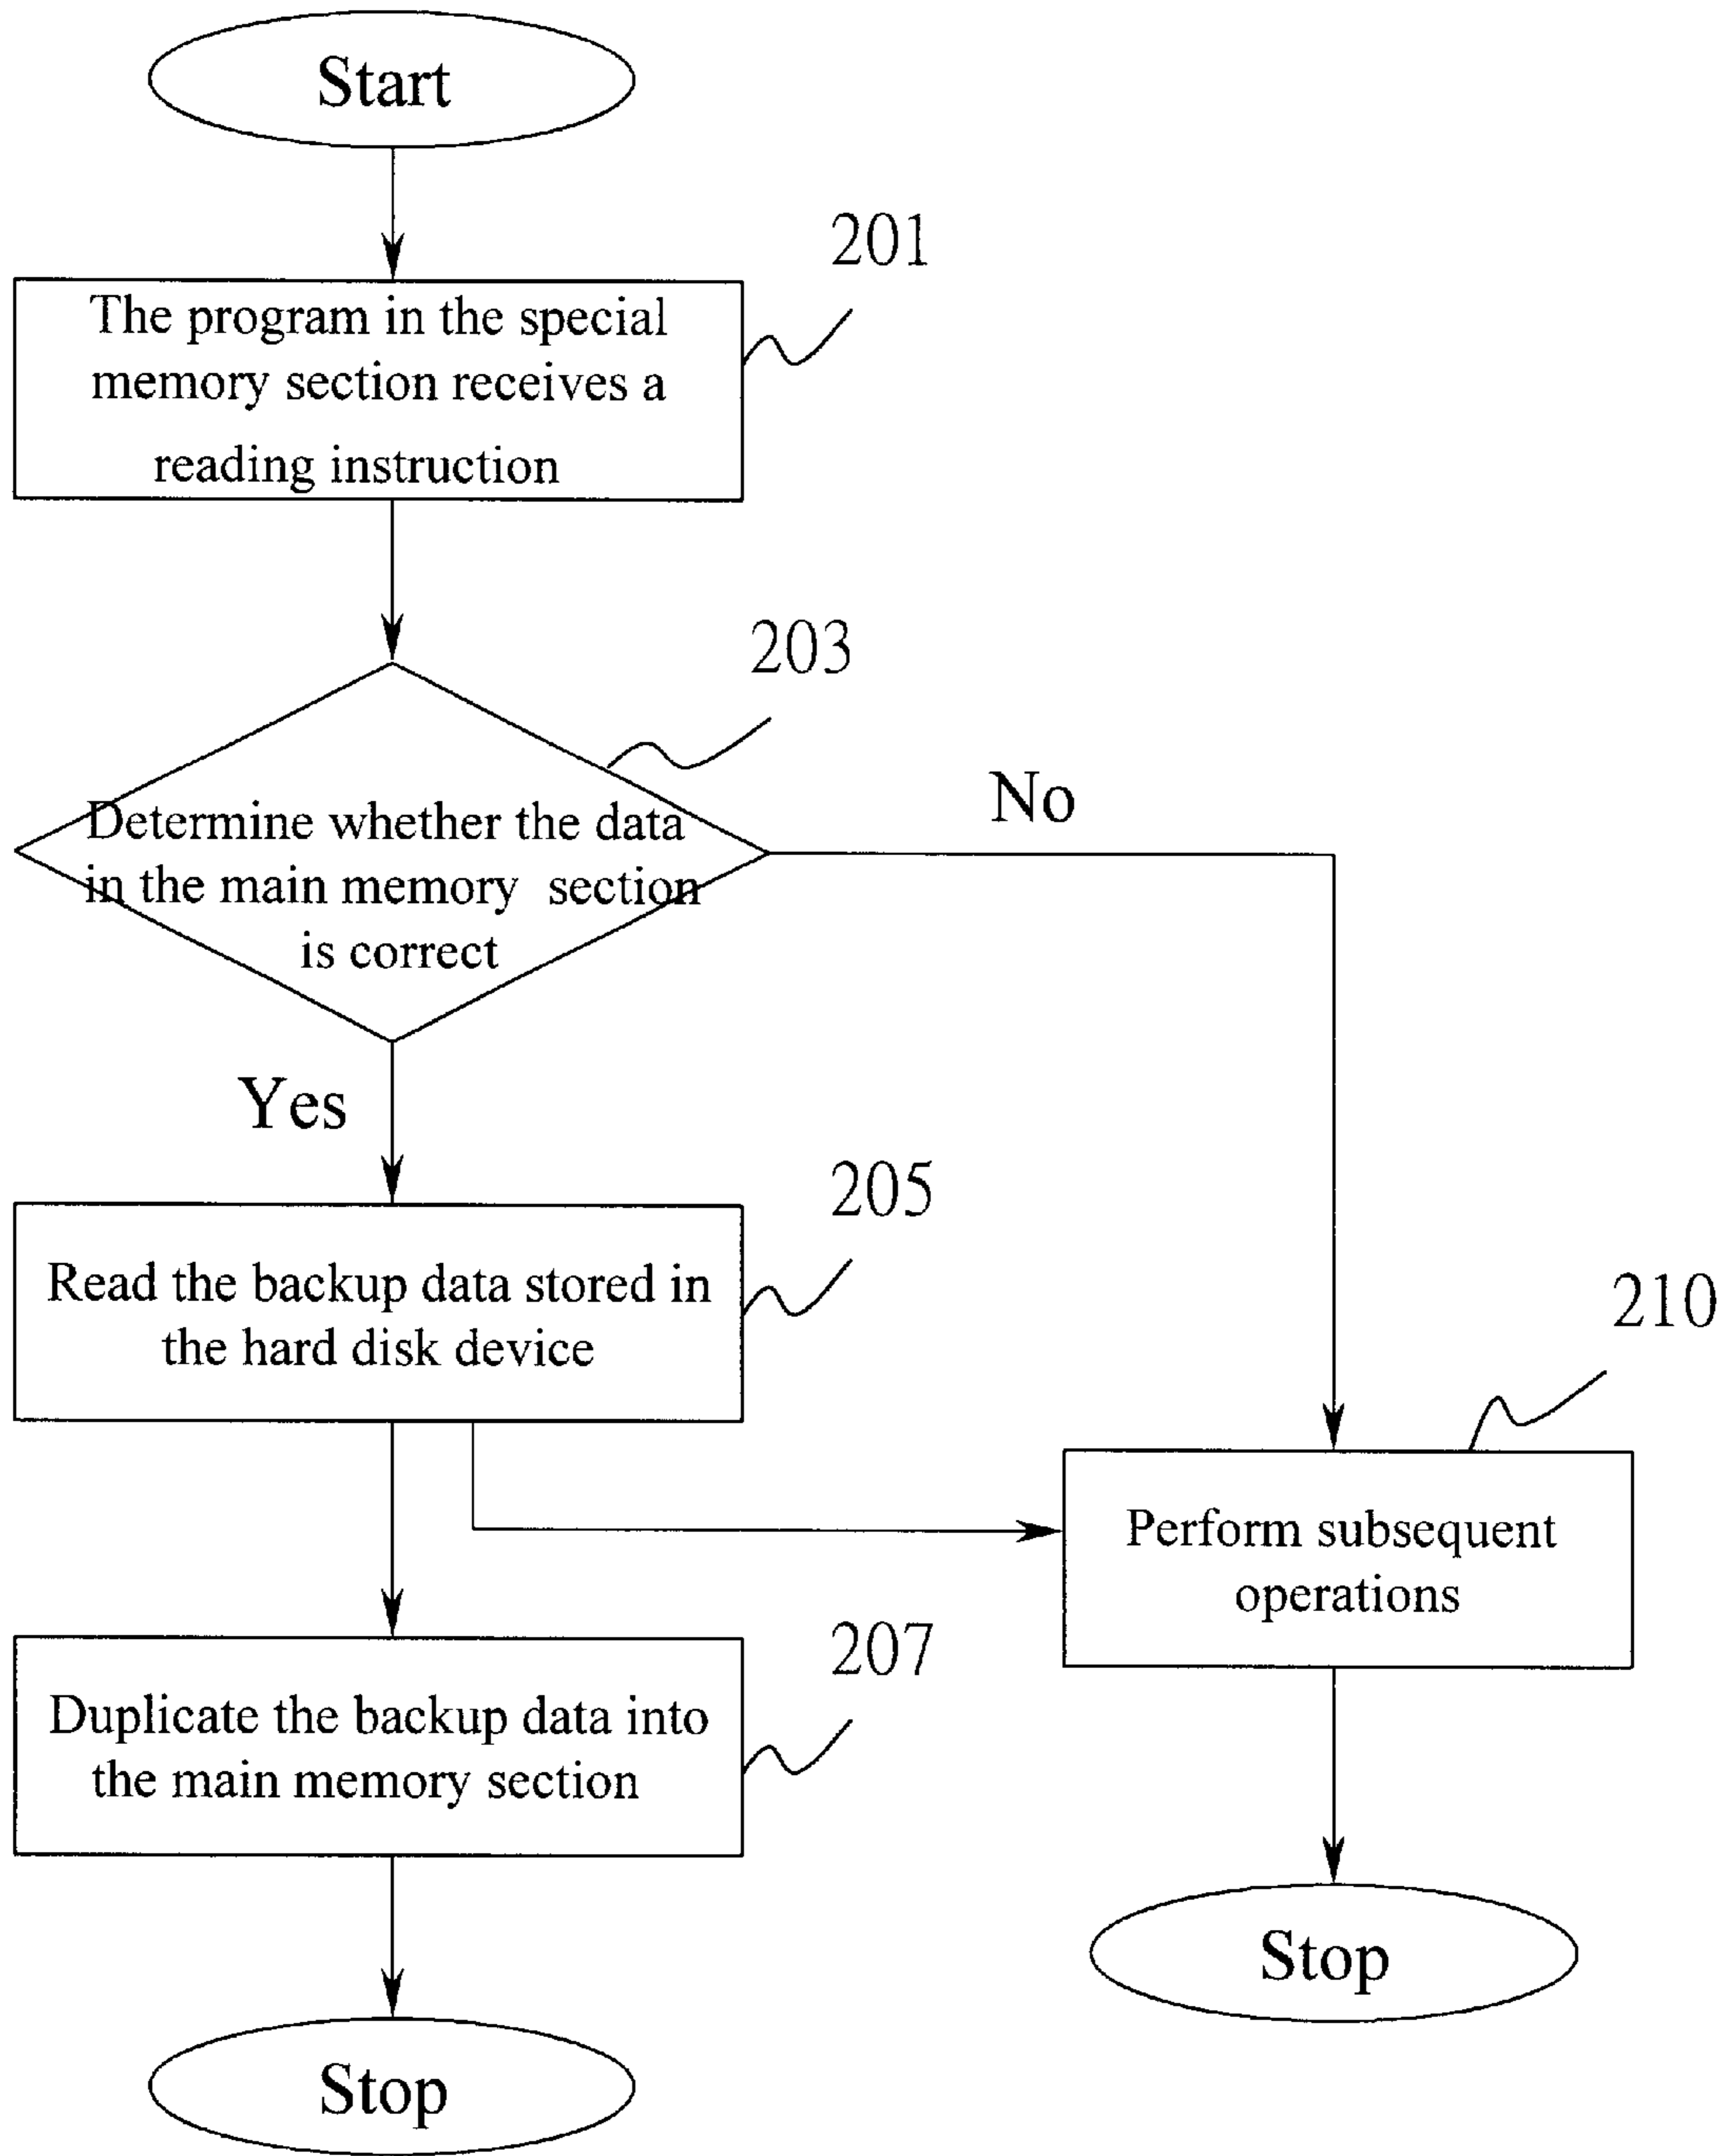 Start
201
The program in the special
memory section receives a
reading instruction
203
No
Determine whether the data
in the main memory section
is correct
Yes
205
Read the backup data stored in
the hard disk device
210
Perform subsequent
operations
207
Duplicate the backup data into
the main memory section
Stop
Stop